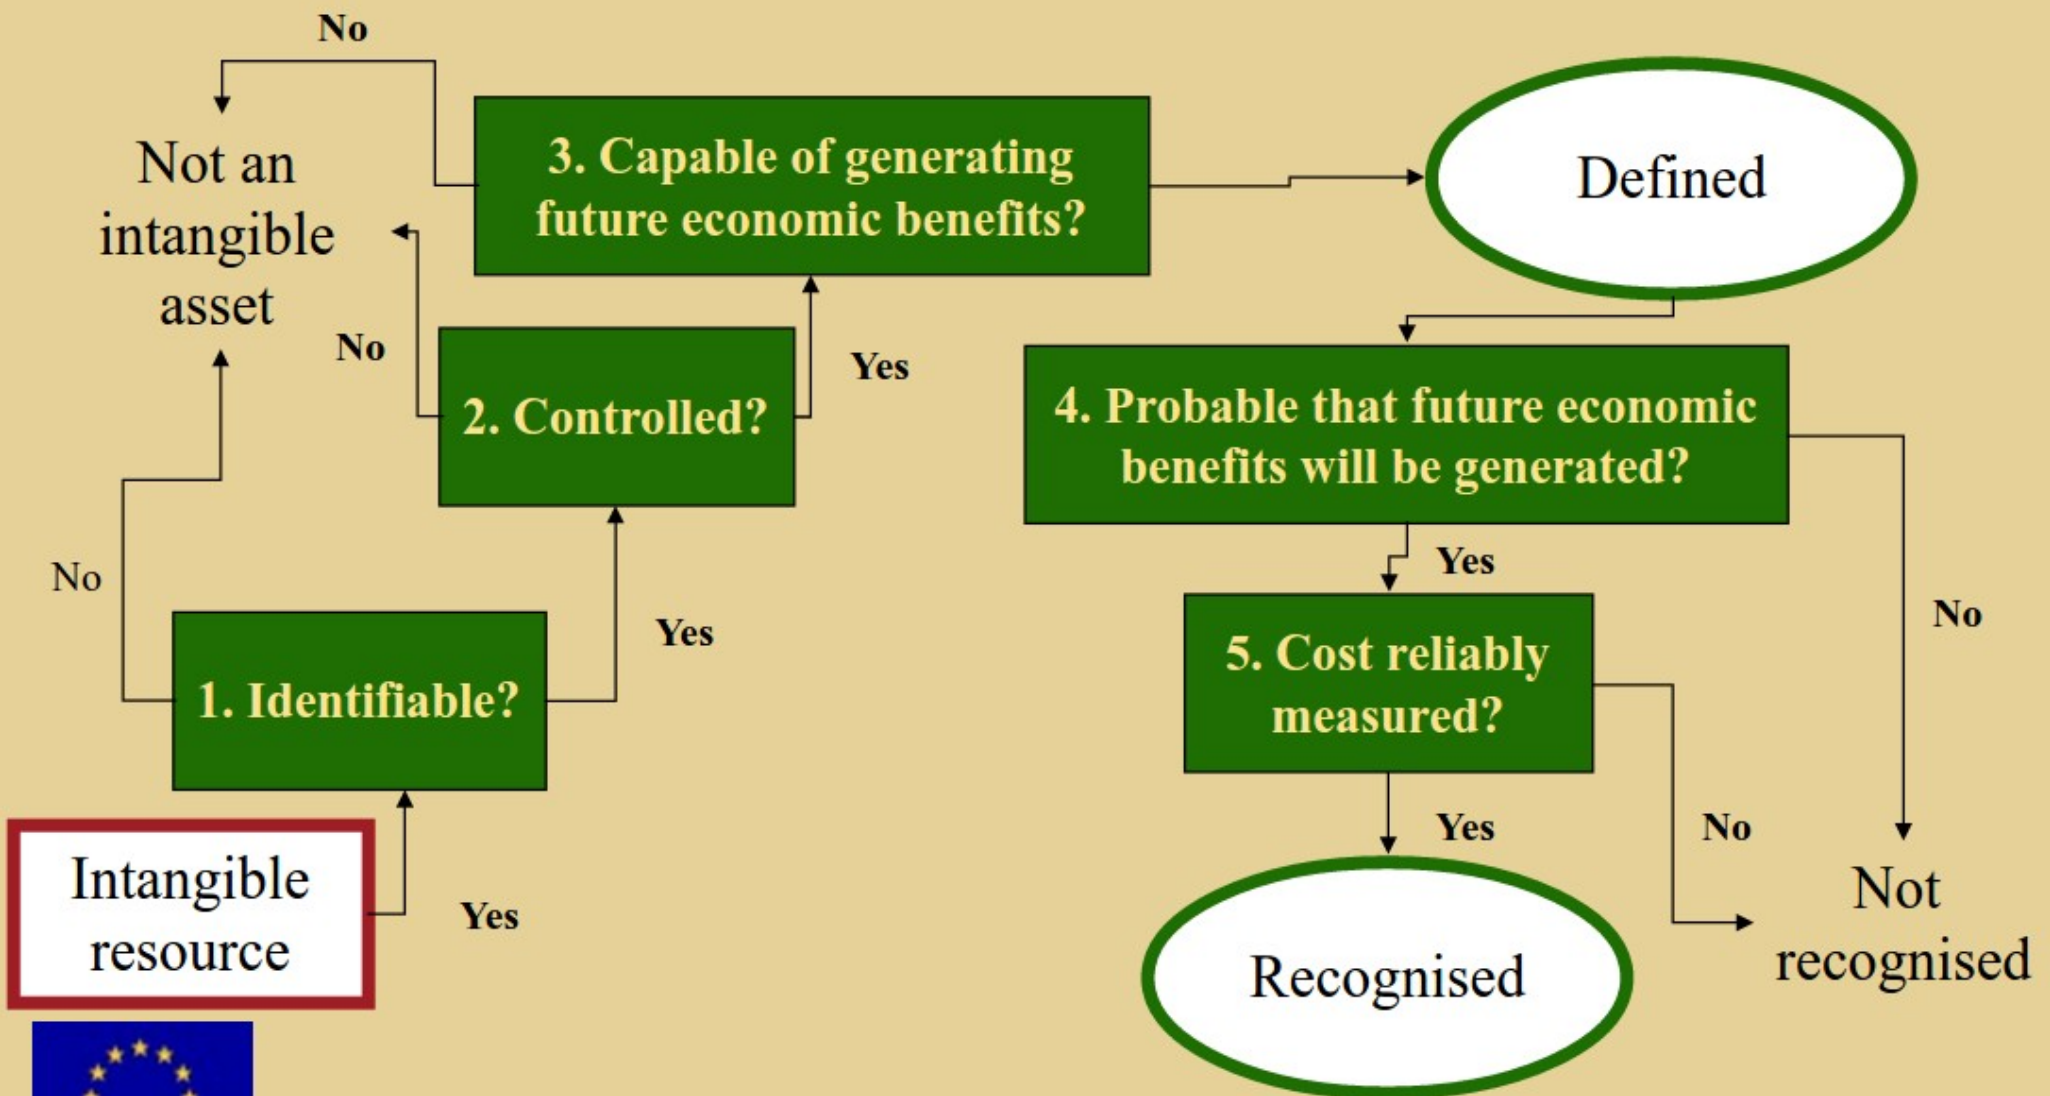 No
3. Capable of generating
future economic benefits?
Defined
Not an
intangible
asset
No
2. Controlled?
Yes
4. Probable that future economic
benefits will be generated?
No
1. Identifiable?
Yes
Yes
5. Cost reliably
measured?
No
Intangible
resource
Yes
Yes
No
Recognised
Not
recognised